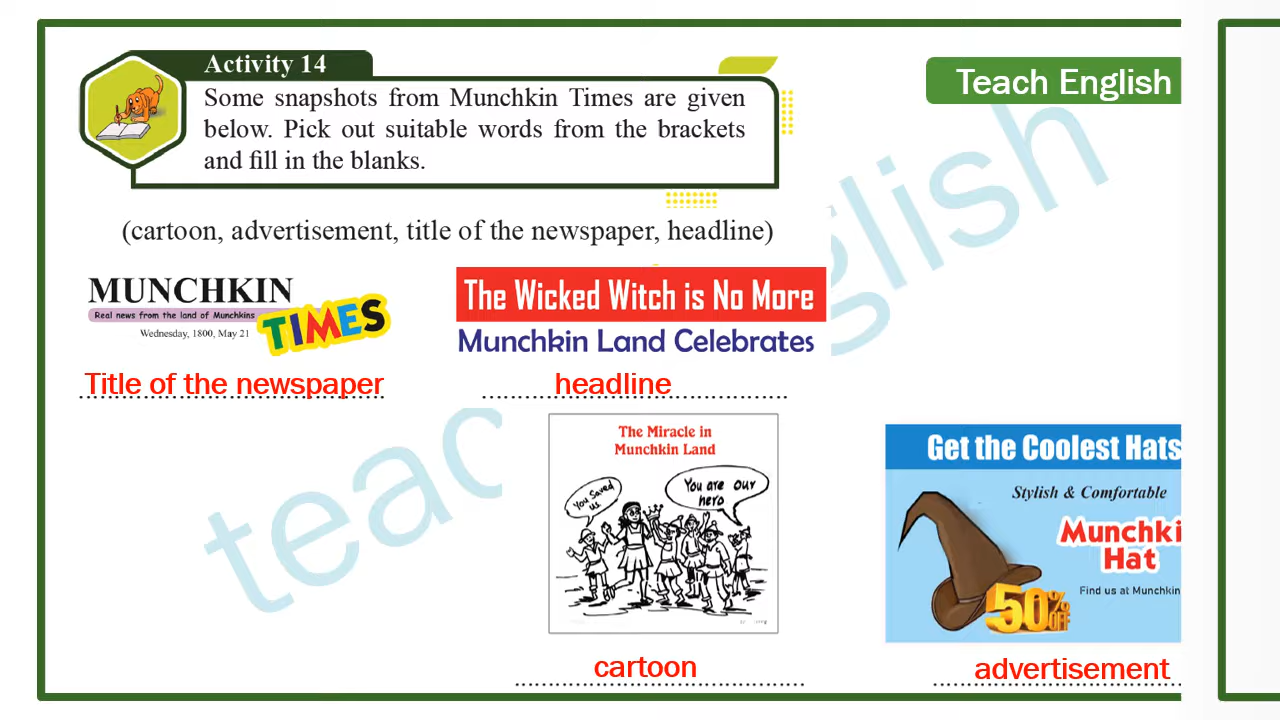 Activity 14
Some snapshots from Munchkin Times are given
below. Pick out suitable words from the brackets
and fill in the blanks.
Teach English
(cartoon, advertisement, title of the newspaper, headline)
MUNCHKIN
Real news from the land of Munchkins
TIMES
Wednesday, 1800, May 21
Title of the newspaper
The Wicked Witch is No More
Munchkin Land Celebrates
headline
The Miracle in
Munchkin Land
You Saved
us
You are our
hero
cartoon
Get the Coolest Hats
Stylish & Comfortable
Munchki
Hat
50% OFF
Find us at Munchkin
advertisement
teac
glish